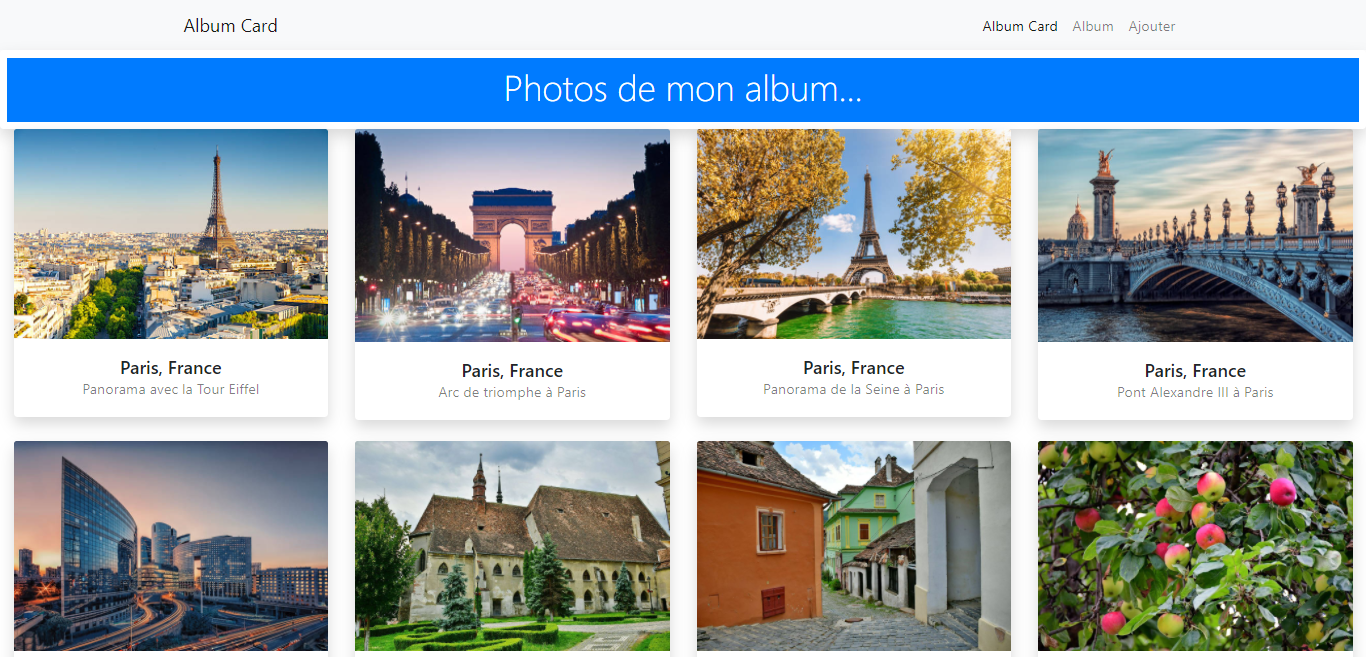 Album Card
Album Card Album Ajouter
Photos de mon album...
Paris, France
Panorama avec la Tour Eiffel
Paris, France
Arc de triomphe à Paris
Paris, France
Panorama de la Seine à Paris
Paris, France
Pont Alexandre III à Paris